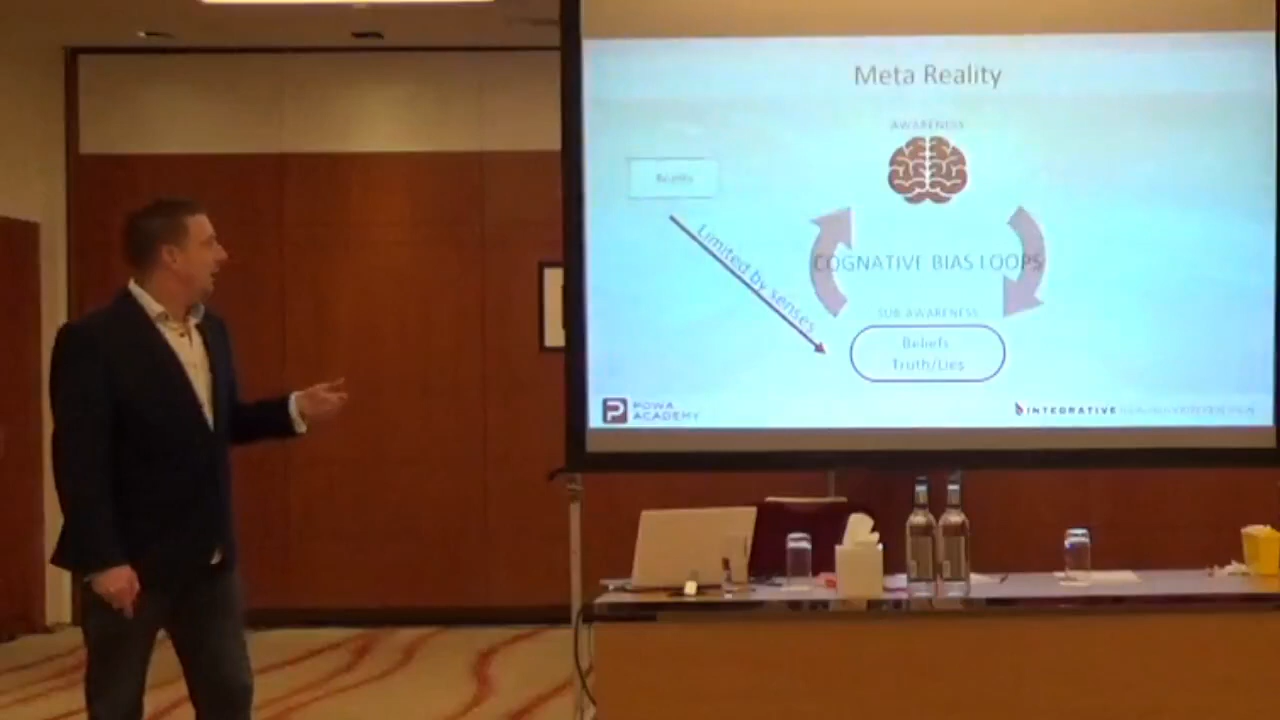 Meta Reality
AWARENESS
Reality
Limited by senses
COGNATIVE BIAS LOOPS
SUB AWARENESS
Beliefs
Truth/Lies
POWA
ACADEMY
INTEGRATIVE